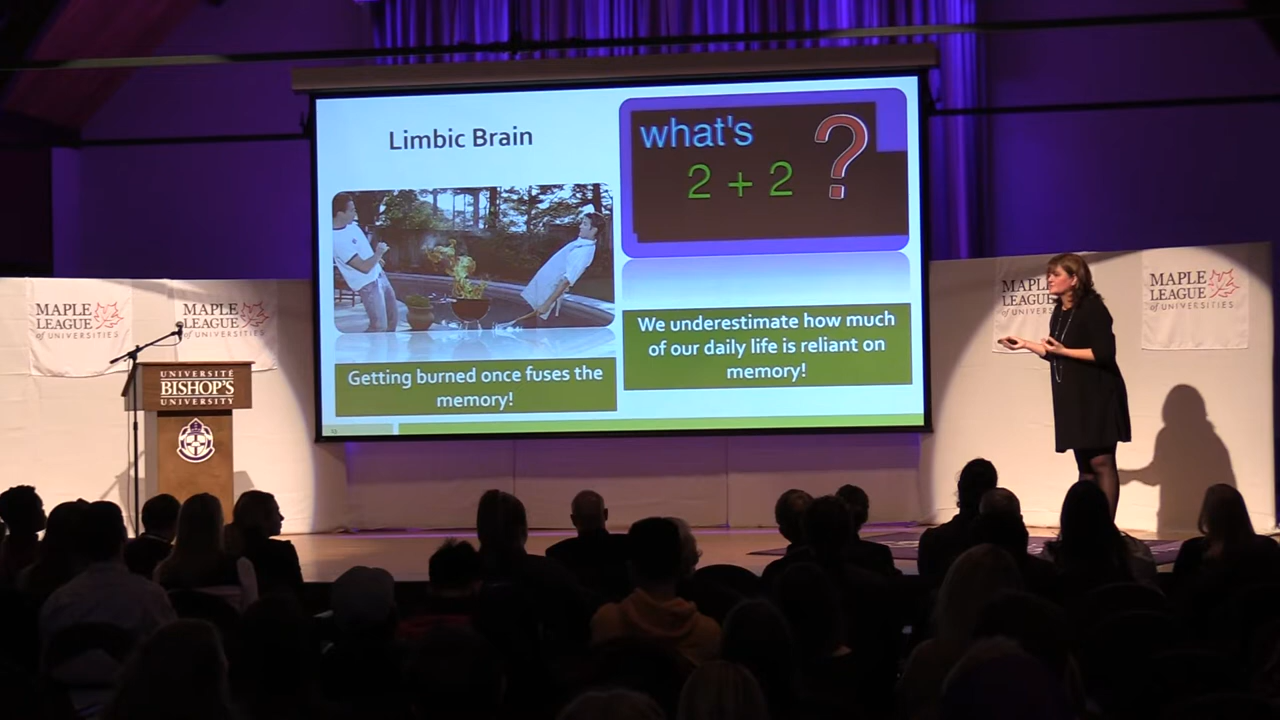 Limbic Brain
what's
2 + 2 ?
Getting burned once fuses the
memory!
We underestimate how much
of our daily life is reliant on
memory!
MAPLE
LEAGUE
of UNIVERSITIES
MAPLE
LEAGUE
of UNIVERSITIES
MAPLE
LEAGUE
MAPLE
LEAGUE
of UNIVERSITIES
UNIVERSITÉ
BISHOP'S
UNIVERSITY